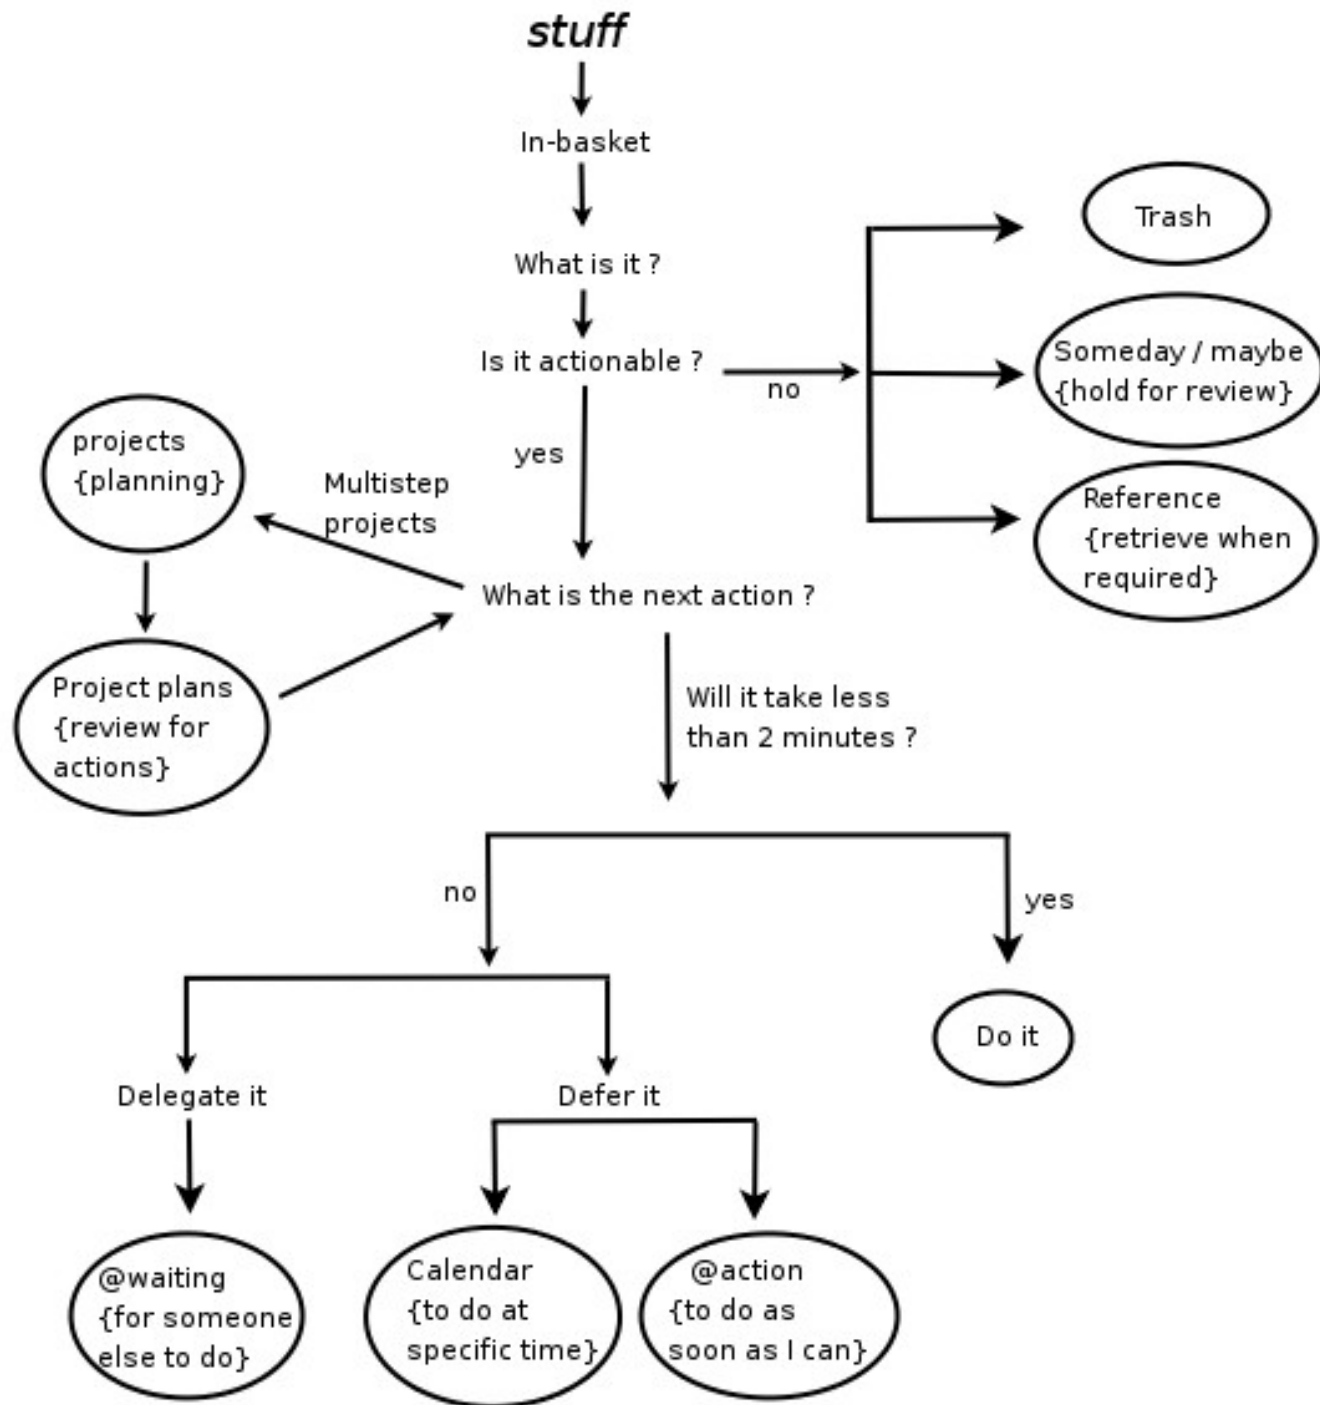 stuff
In-basket
What is it ?
Is it actionable ?
no
Trash
Someday / maybe
{hold for review}
Reference
{retrieve when
required}
yes
projects
{planning}
Multistep
projects
What is the next action ?
Project plans
{review for
actions}
Will it take less
than 2 minutes ?
no
yes
Do it
Delegate it
Defer it
@waiting
{for someone
else to do}
Calendar
{to do at
specific time}
@action
{to do as
soon as I can}